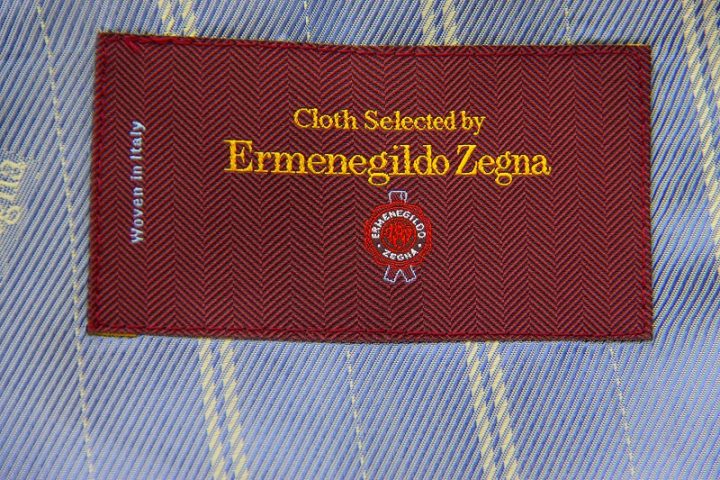 Woven in Italy
Cloth Selected by
Ermenegildo Zegna
ERMENEGILDO
ZEGNA